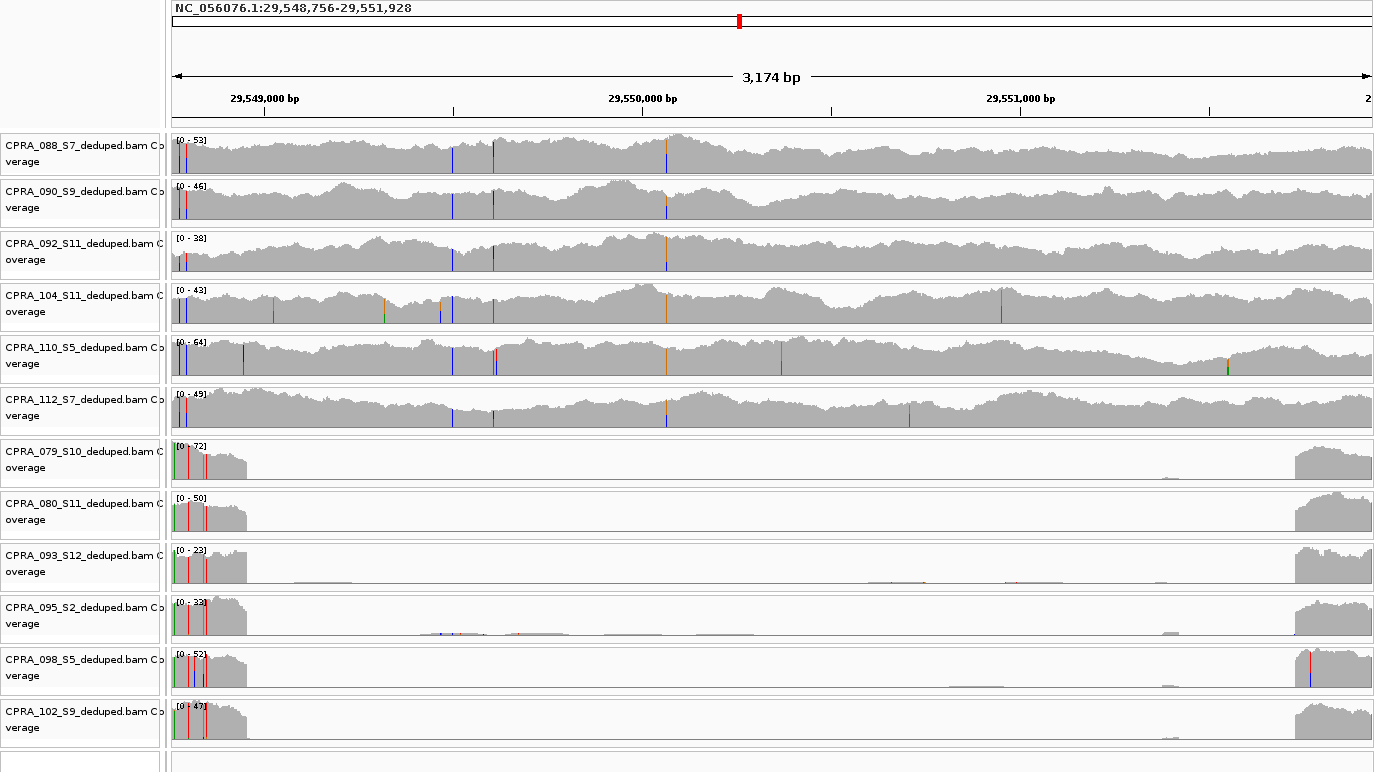 NC_056076.1:29,548,756-29,551,928
3,174 bp
29,549,000 bp 29,550,000 bp 29,551,000 bp 2
CPRA_088_S7_deduped.bam Co
verage
[0 - 53]
CPRA_090_S9_deduped.bam Co
verage
[0 - 46]
CPRA_092_S11_deduped.bam C
overage
[0 - 38]
CPRA_104_S11_deduped.bam C
overage
[0 - 43]
CPRA_110_S5_deduped.bam Co
verage
[0 - 64]
CPRA_112_S7_deduped.bam Co
verage
[0 - 49]
CPRA_079_S10_deduped.bam C
overage
[0 - 72]
CPRA_080_S11_deduped.bam C
overage
[0 - 50]
CPRA_093_S12_deduped.bam C
overage
[0 - 23]
CPRA_095_S2_deduped.bam Co
verage
[0 - 33]
CPRA_098_S5_deduped.bam Co
verage
[0 - 52]
CPRA_102_S9_deduped.bam Co
verage
[0 - 47]